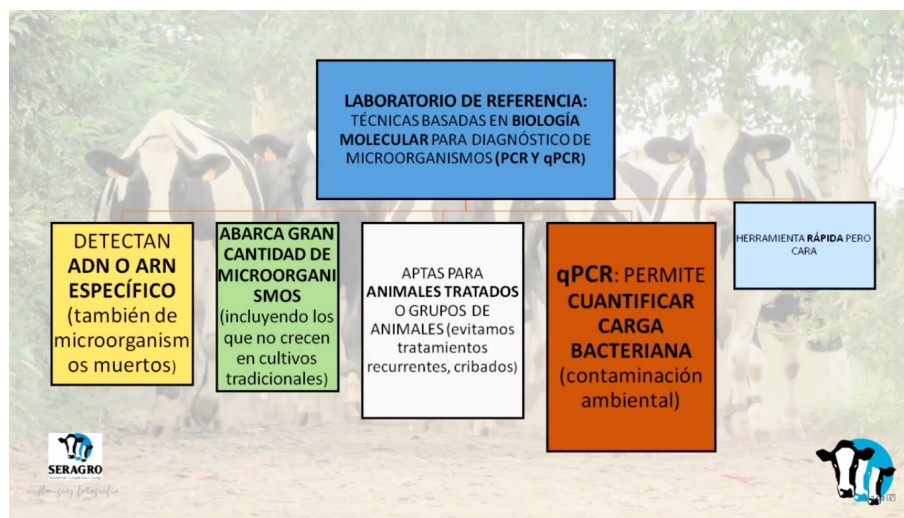 LABORATORIO DE REFERENCIA:
TÉCNICAS BASADAS EN BIOLOGÍA
MOLECULAR PARA DIAGNÓSTICO DE
MICROORGANISMOS (PCR Y qPCR)
DETECTAN
ADN O ARN
ESPECÍFICO
(también de
microorganism
os muertos)
ABARCA GRAN
CANTIDAD DE
MICROORGANI
SMOS
(incluyendo los
que no crecen
en cultivos
tradicionales)
APTAS PARA
ANIMALES TRATADOS
O GRUPOS DE
ANIMALES (evitamos
tratamientos
recurrentes, cribados)
qPCR: PERMITE
CUANTIFICAR
CARGA
BACTERIANA
(contaminación
ambiental)
HERRAMIENTA RÁPIDA PERO
CARA
SERAGRO